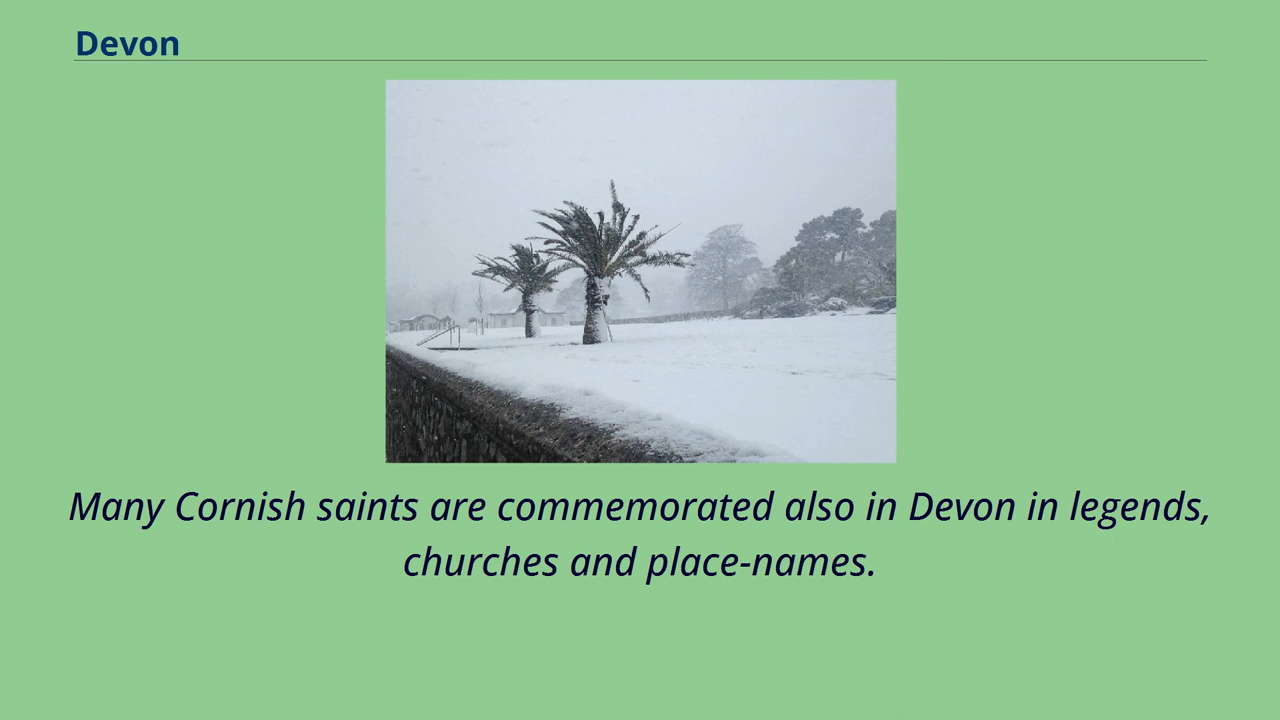 Devon
Many Cornish saints are commemorated also in Devon in legends,
churches and place-names.